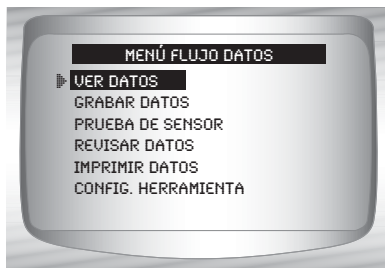 MENÚ FLUJO DATOS
VER DATOS
GRABAR DATOS
PRUEBA DE SENSOR
REVISAR DATOS
IMPRIMIR DATOS
CONFIG. HERRAMIENTA